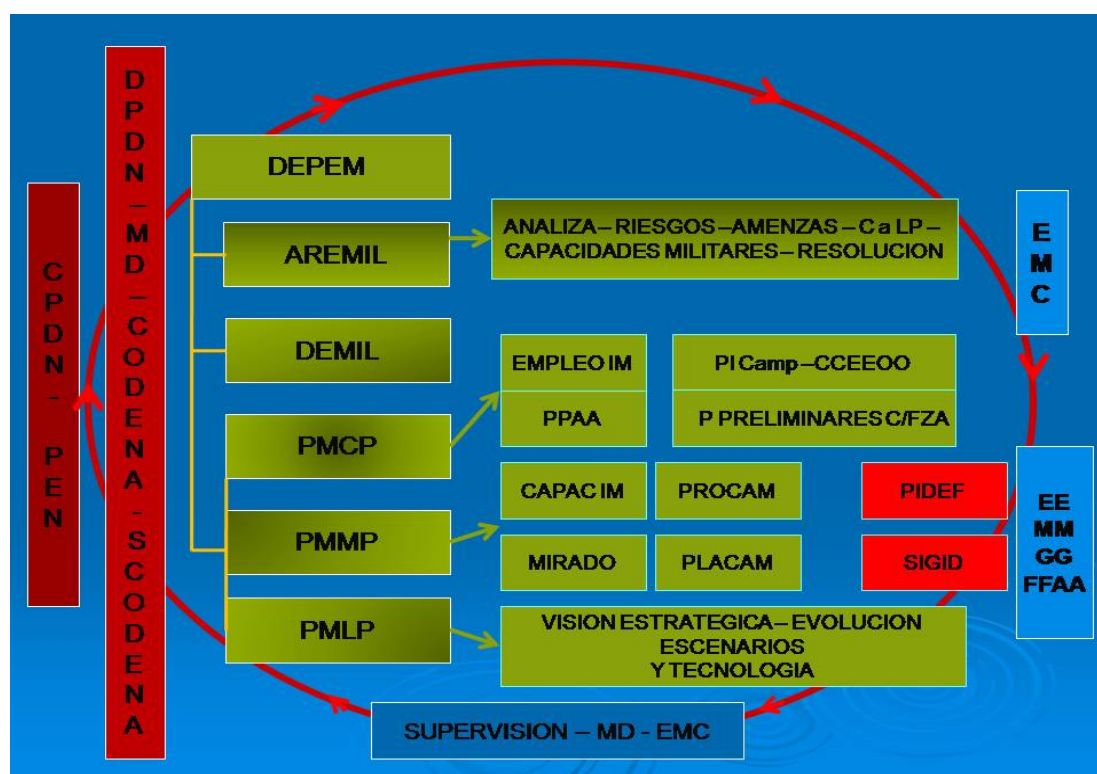 CPDN - PEN
DPDN – MD – CODENA - SCODENA
DEPEM
AREMIL
ANALIZA – RIESGOS –AMENZAS – C a LP –
CAPACIDADES MILITARES – RESOLUCION
DEMIL
PMCP
EMPLEO IM
PPAA
PI Camp –CCEEOO
P PRELIMINARES C/FZA
PMMP
CAPAC IM
PROCAM
PIDEF
MIRADO
PLACAM
SIGID
PMLP
VISION ESTRATEGICA – EVOLUCION
ESCENARIOS
Y TECNOLOGIA
EMC
EE
MM
GG
FFAA
SUPERVISION – MD - EMC